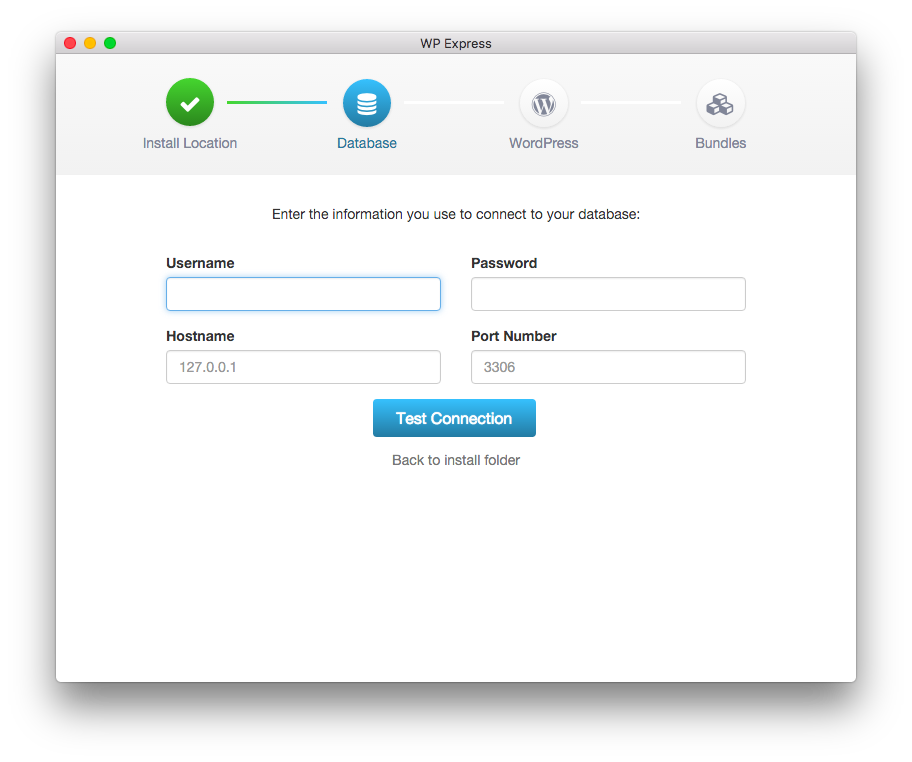 WP Express
Install Location
Database
WordPress
Bundles
Enter the information you use to connect to your database:
Username
Password
Hostname
Port Number
127.0.0.1
3306
Test Connection
Back to install folder